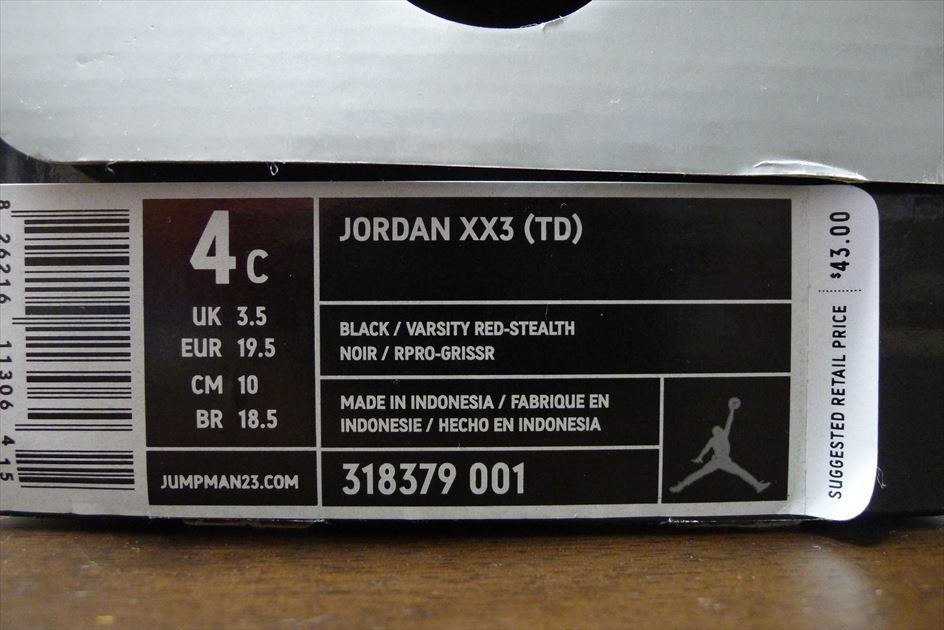 8 26216 11306 4 15
4C
UK 3.5
EUR 19.5
CM 10
BR 18.5
JUMPMAN23.COM
JORDAN XX3 (TD)
BLACK / VARSITY RED-STEALTH
NOIR / RPRO-GRISSR
MADE IN INDONESIA / FABRIQUE EN
INDONESIE / HECHO EN INDONESIA
318379 001
SUGGESTED RETAIL PRICE $43.00